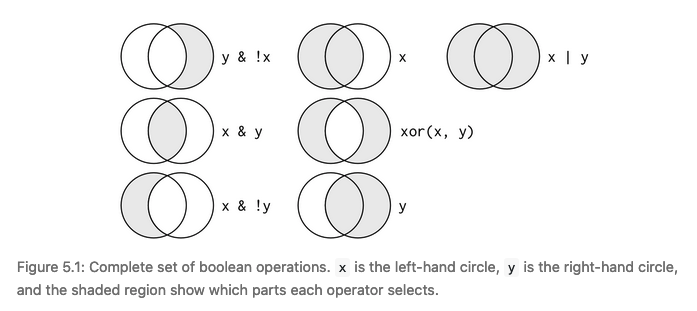 y & !x
x
x | y
x & y
xor(x, y)
x & !y
y
Figure 5.1: Complete set of boolean operations. x is the left-hand circle, y is the right-hand circle,
and the shaded region show which parts each operator selects.